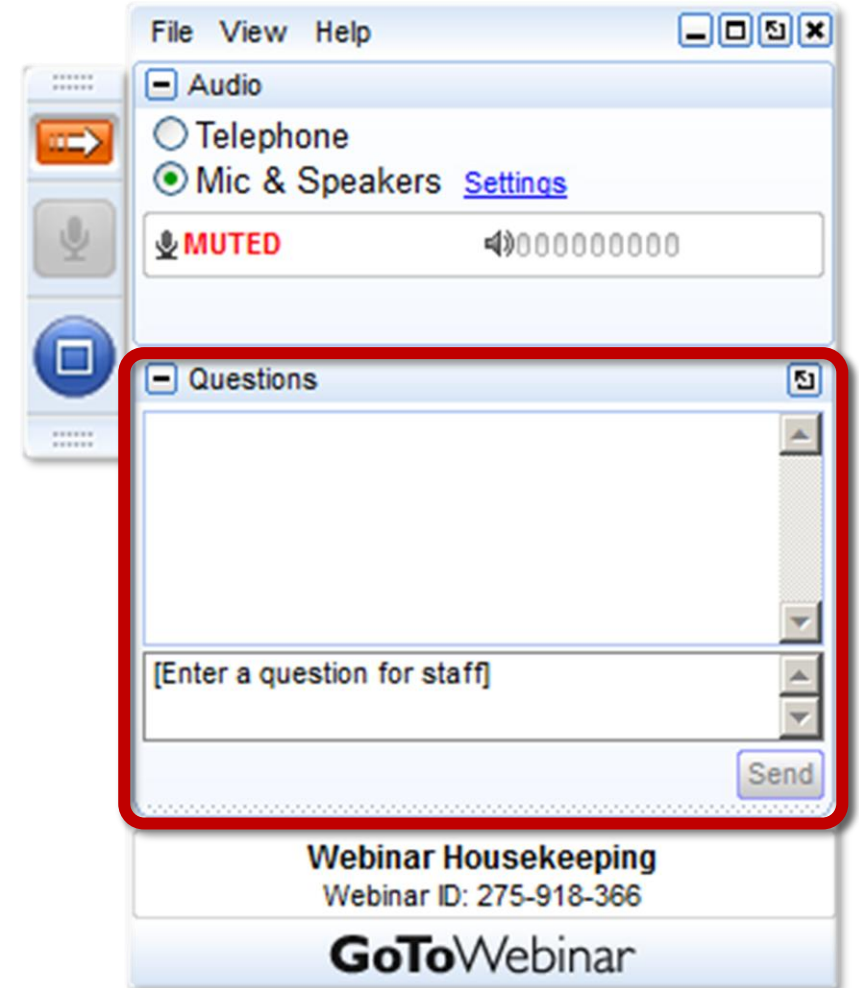 File View Help
Audio
Telephone
Mic & Speakers Settings
MUTED
Questions
[Enter a question for staff]
Send
Webinar Housekeeping
Webinar ID: 275-918-366
GoToWebinar